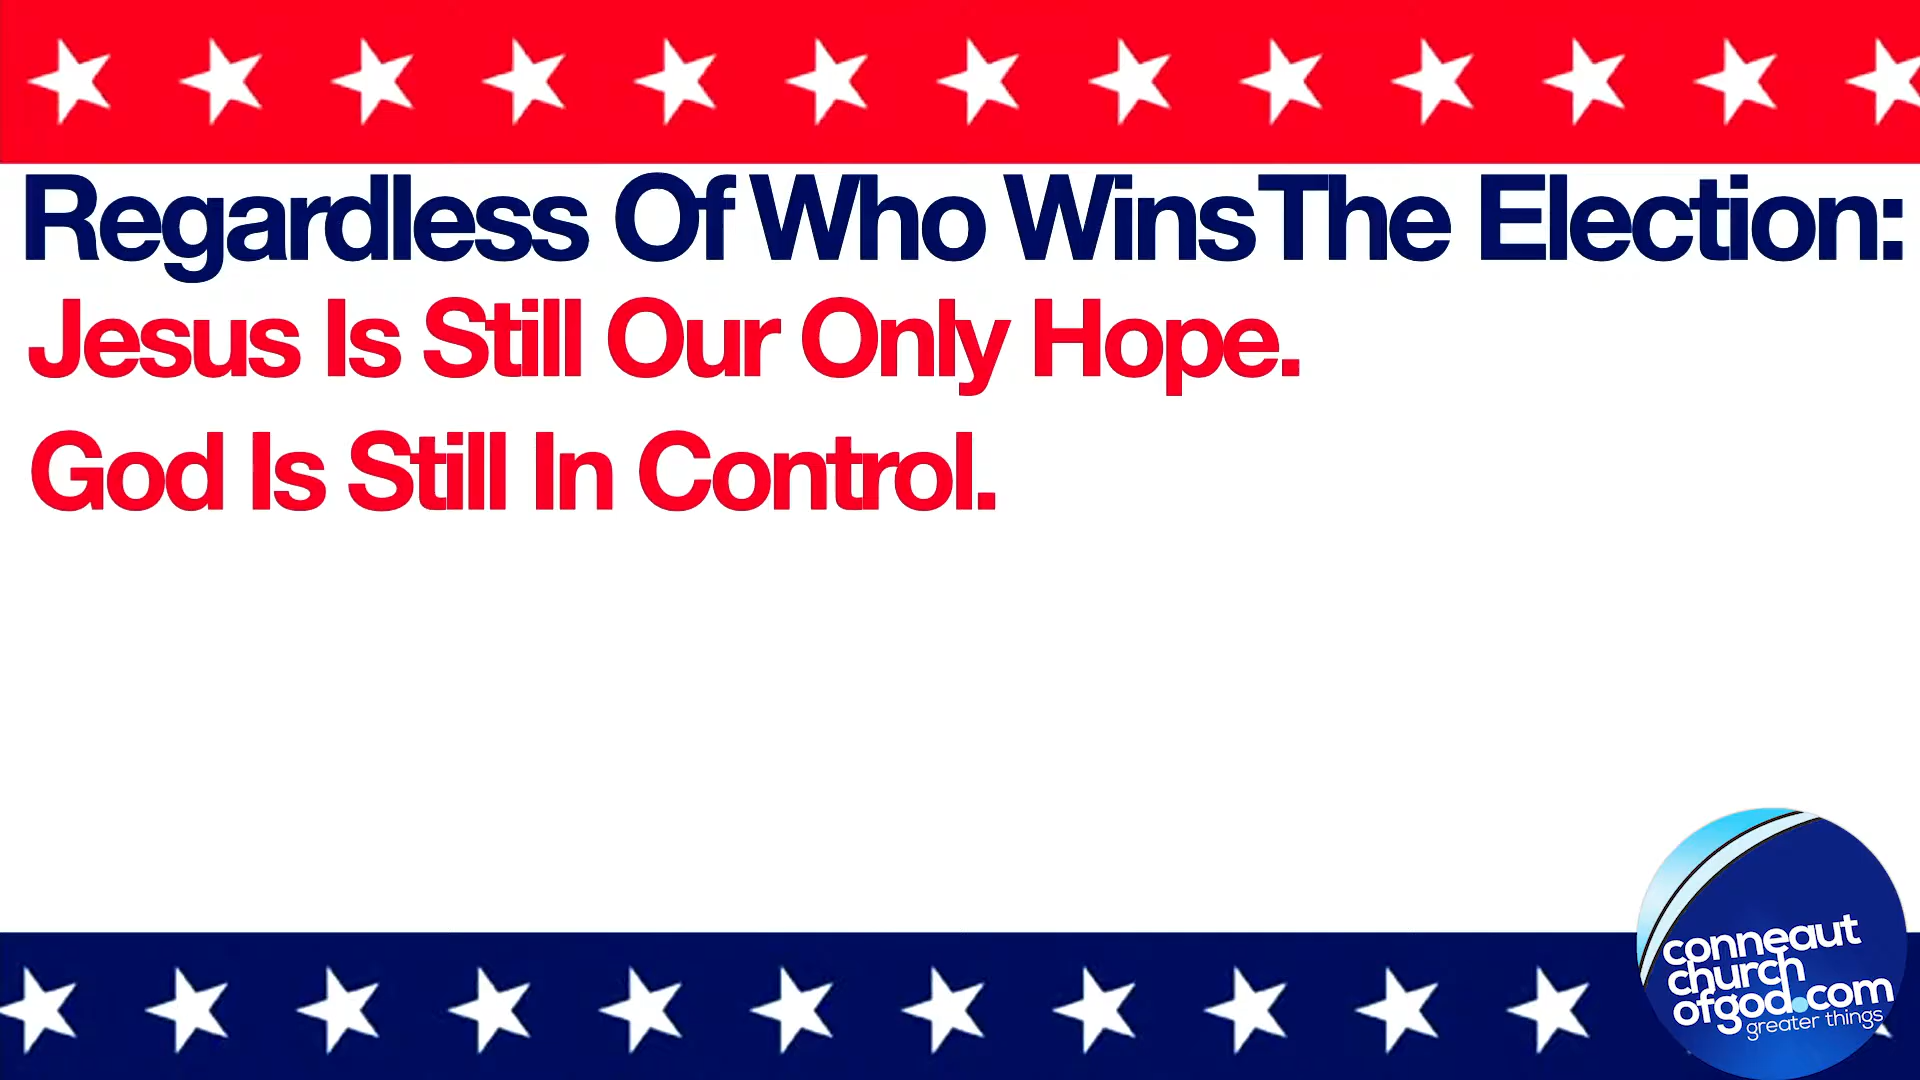 Regardless Of Who Wins The Election:
Jesus Is Still Our Only Hope.
God Is Still In Control.
conneaut
church
ofgod.com
greater things